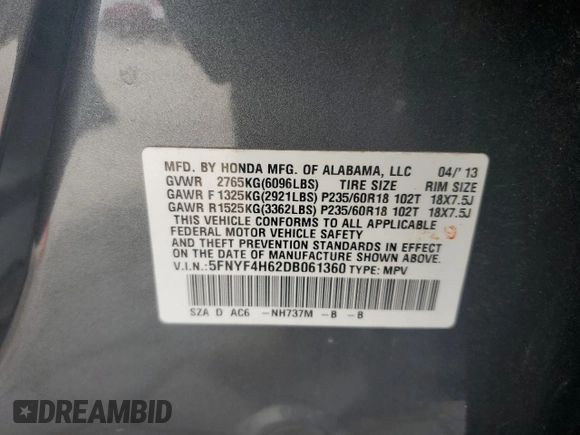 MFD. BY HONDA MFG. OF ALABAMA, LLC 04/'13
GVWR 2765KG(6096LBS) TIRE SIZE RIM SIZE
GAWR F 1325KG(2921LBS) P235/60R18 102T 18X7.5J
GAWR R 1525KG(3362LBS) P235/60R18 102T 18X7.5J
THIS VEHICLE CONFORMS TO ALL APPLICABLE
FEDERAL MOTOR VEHICLE SAFETY
AND THEFT PREVENTION STANDARDS IN EFFECT
ON THE DATE OF MANUFACTURE SHOWN ABOVE.
V.I.N.: 5FNYF4H62DB061360 TYPE: MPV
SZA D AC6 -NH737M -B -B
DREAMBID